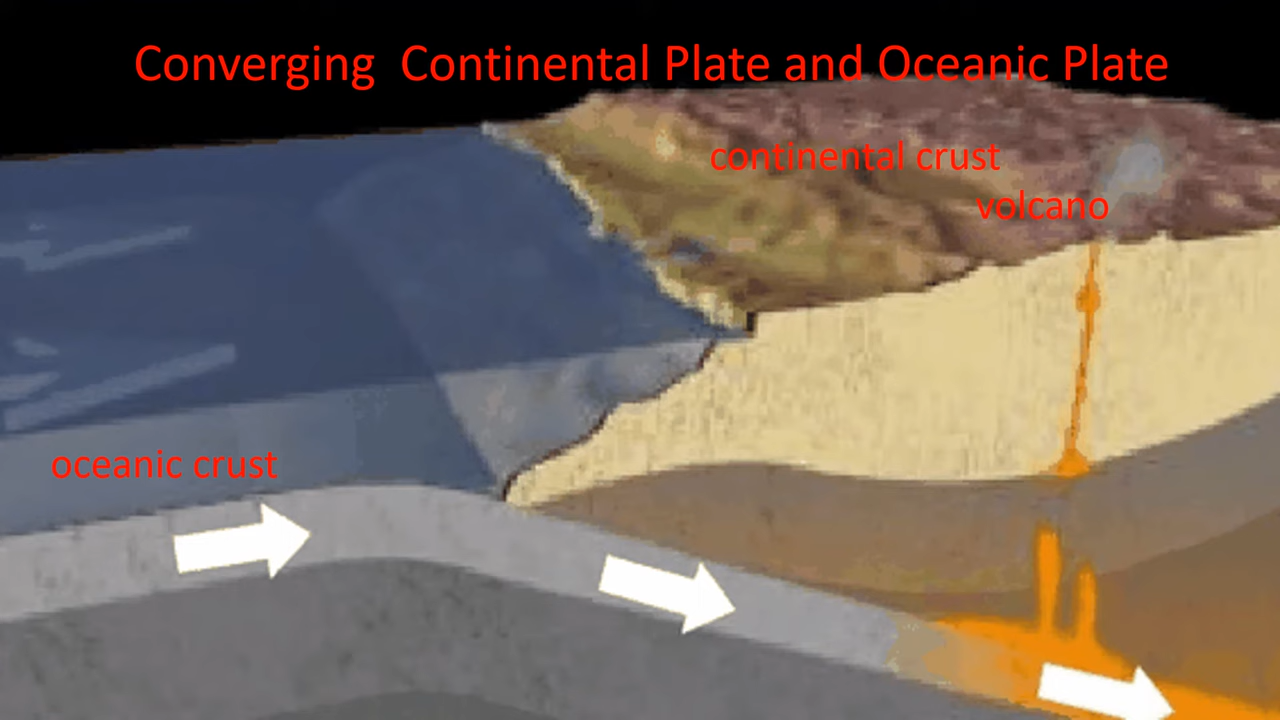 Converging  Continental Plate and Oceanic Plate
continental crust
volcano
oceanic crust